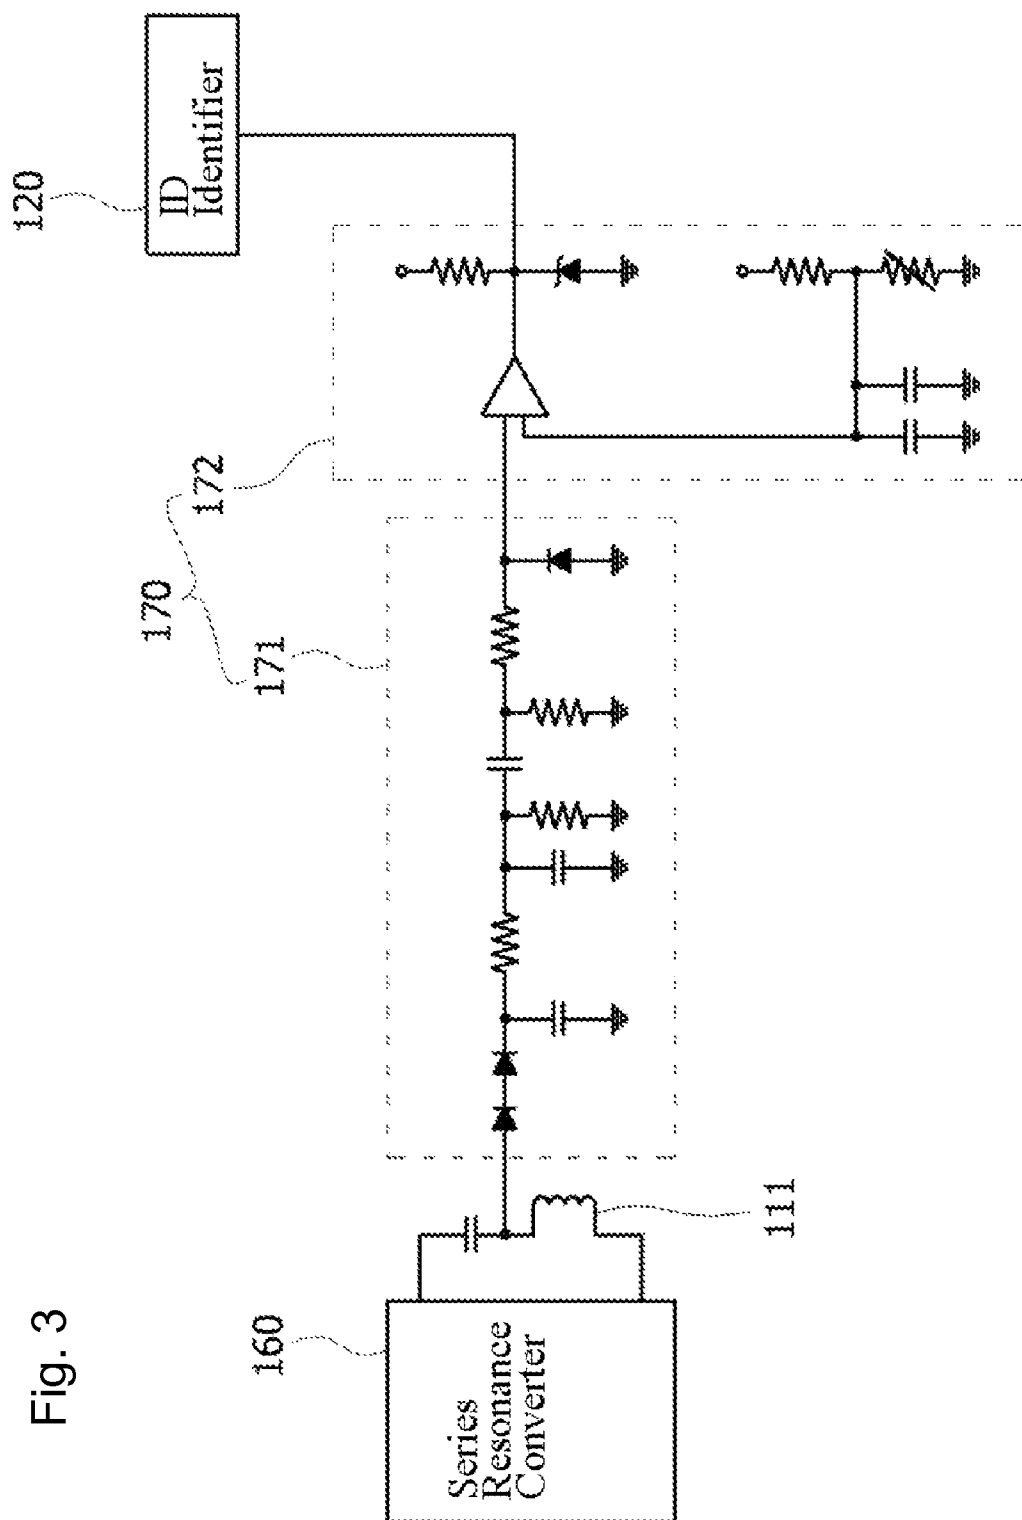 Fig. 3
160
Series
Resonance
Converter
111
170
171
172
120
ID
Identifier